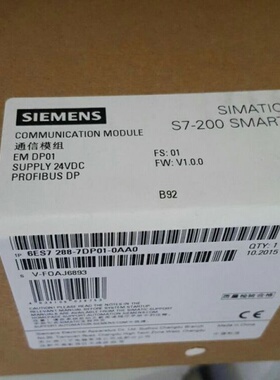 SIEMENS
SIMATIC
S7-200 SMART
COMMUNICATION MODULE
通信模组
EM DP01
SUPPLY 24VDC
PROFIBUS DP
FS: 01
FW: V1.0.0
B92
1P 6ES7 288-7DP01-0AA0
QTY: 1
10.2015
S V-FOAJ6893